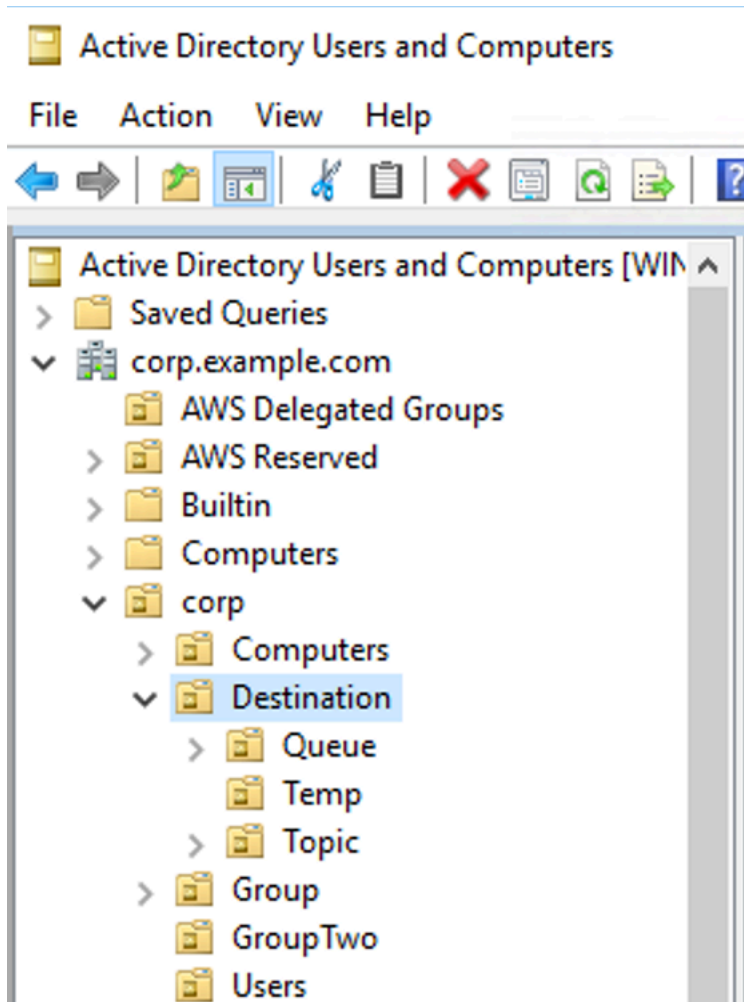 Active Directory Users and Computers
File Action View Help
?
Active Directory Users and Computers [WIN
Saved Queries
corp.example.com
AWS Delegated Groups
AWS Reserved
Builtin
Computers
corp
Computers
Destination
Queue
Temp
Topic
Group
GroupTwo
Users